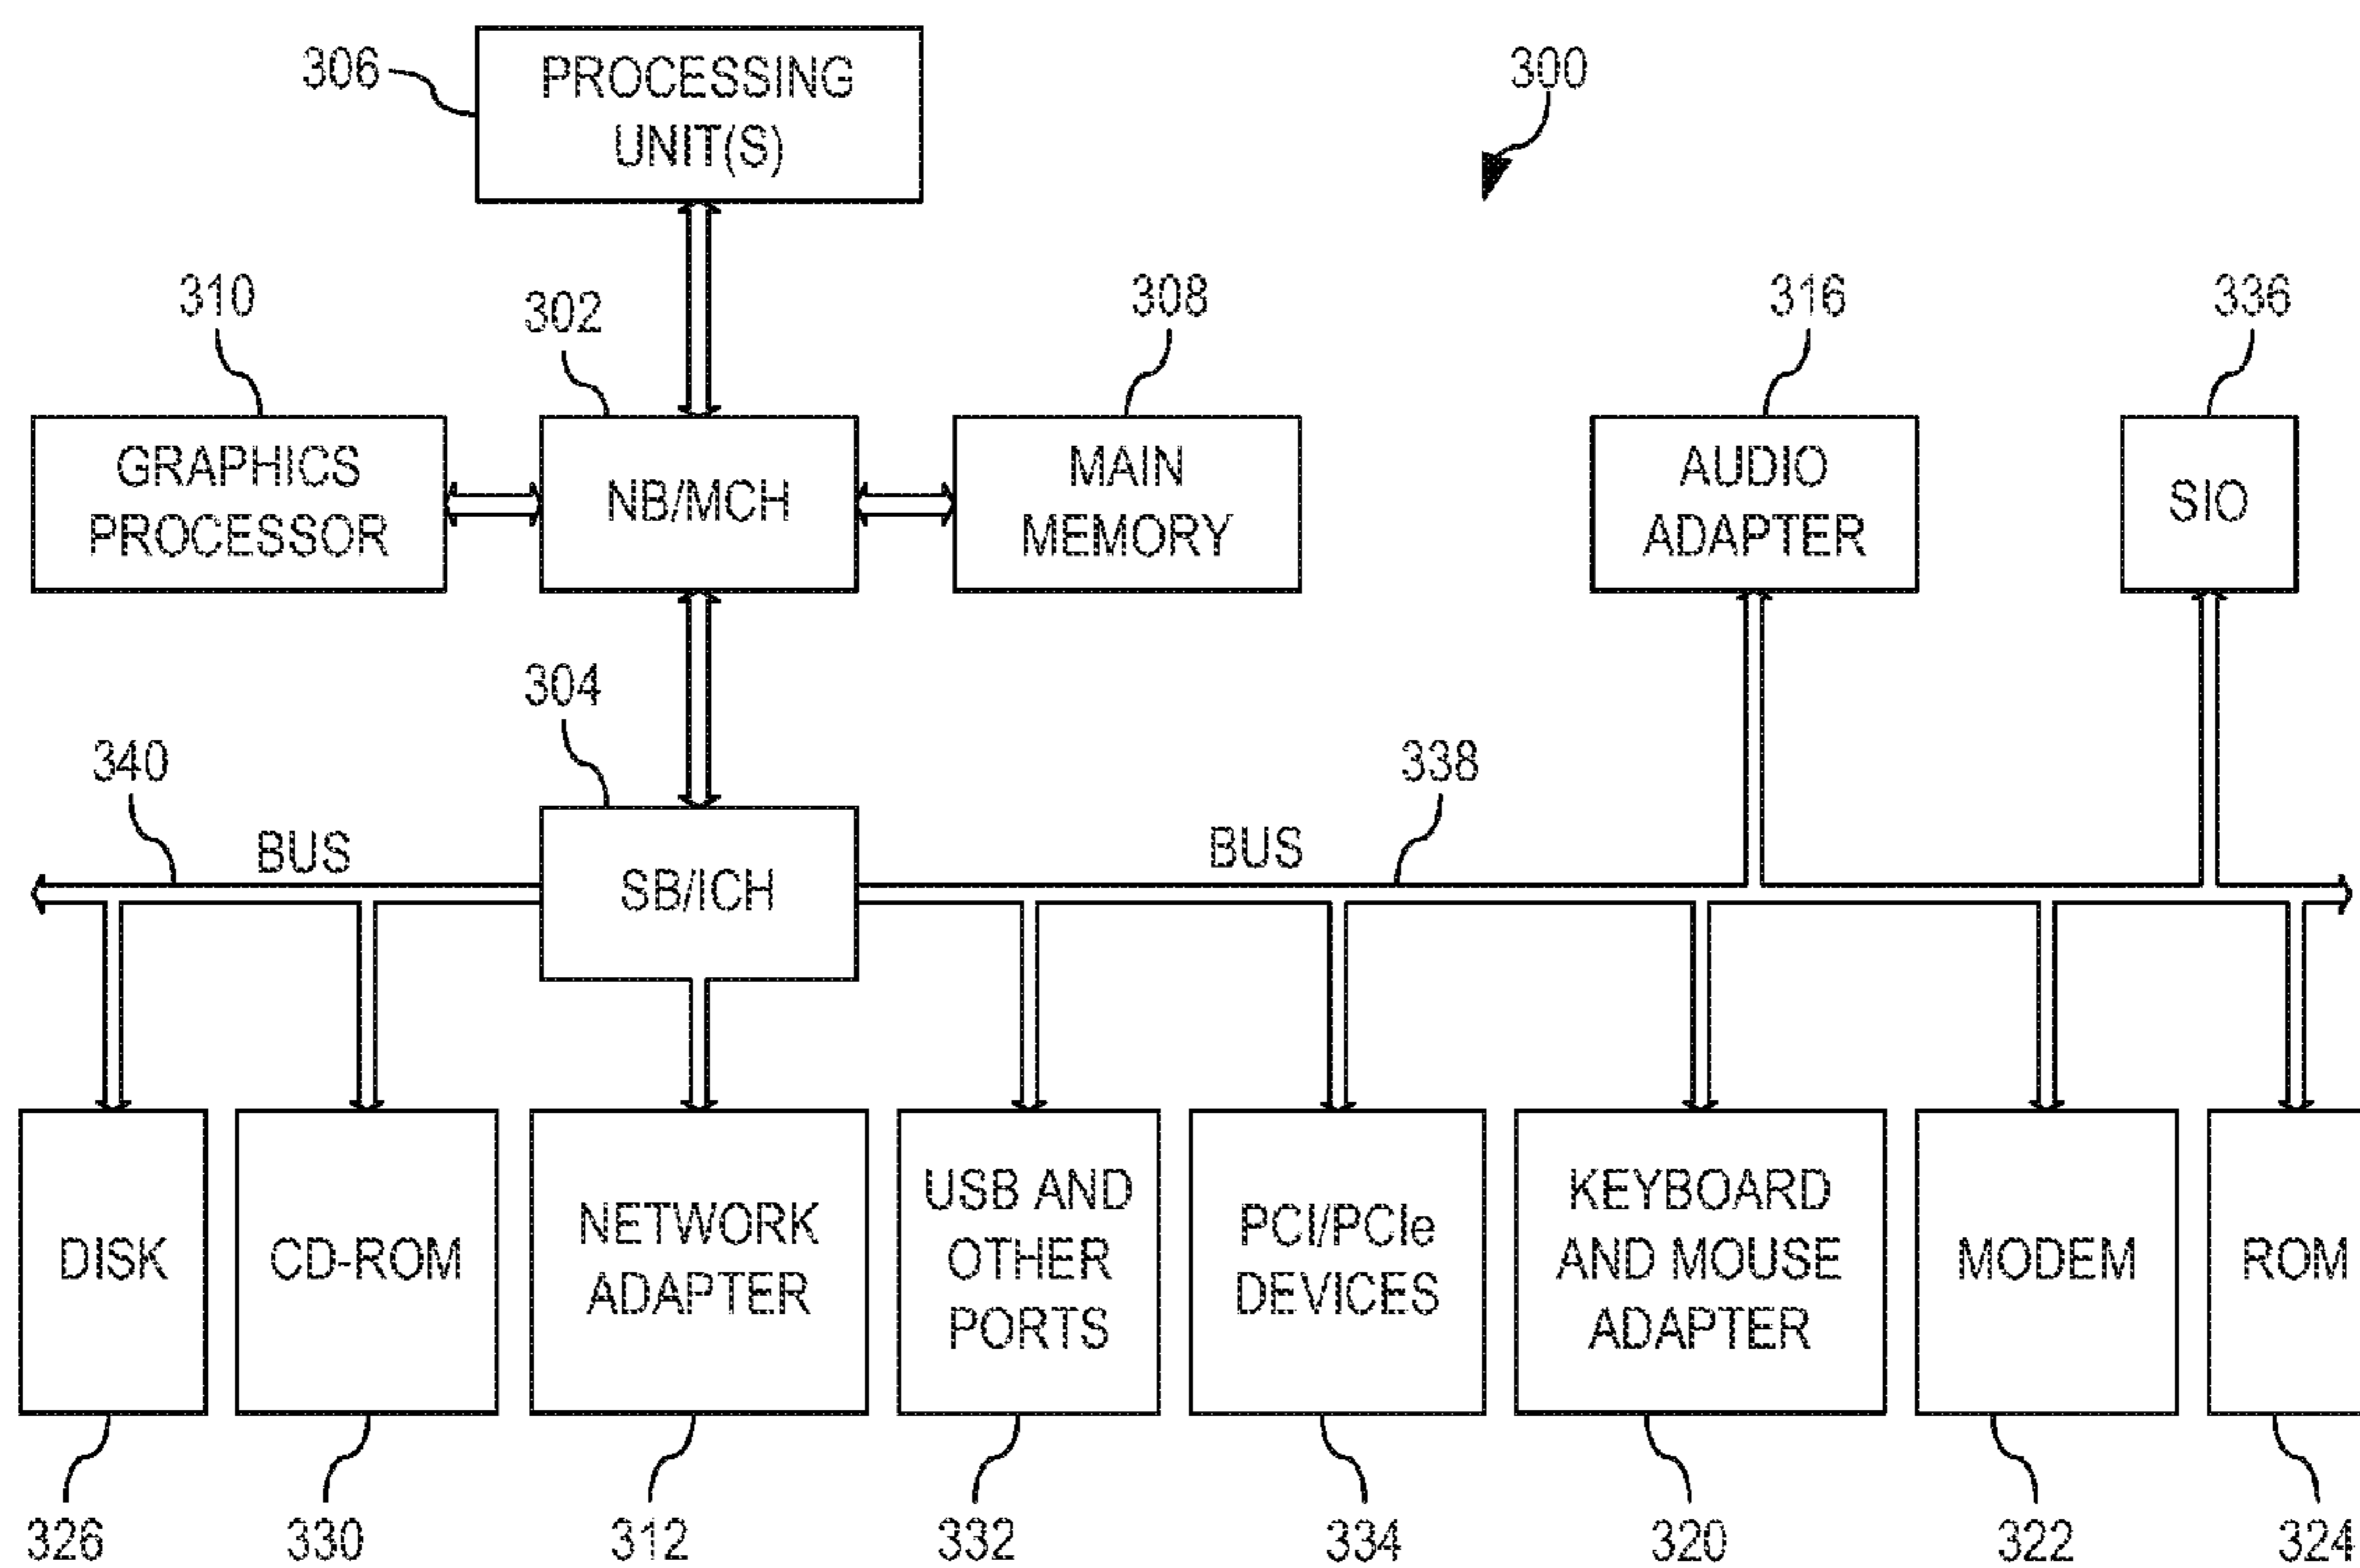 306
PROCESSING
UNIT(S)
300
310
302
308
316
336
GRAPHICS
PROCESSOR
NB/MCH
MAIN
MEMORY
AUDIO
ADAPTER
SIO
304
340
338
BUS
BUS
SB/ICH
DISK
CD-ROM
NETWORK
ADAPTER
USB AND
OTHER
PORTS
PCI/PCIe
DEVICES
KEYBOARD
AND MOUSE
ADAPTER
MODEM
ROM
326
330
312
332
334
320
322
324